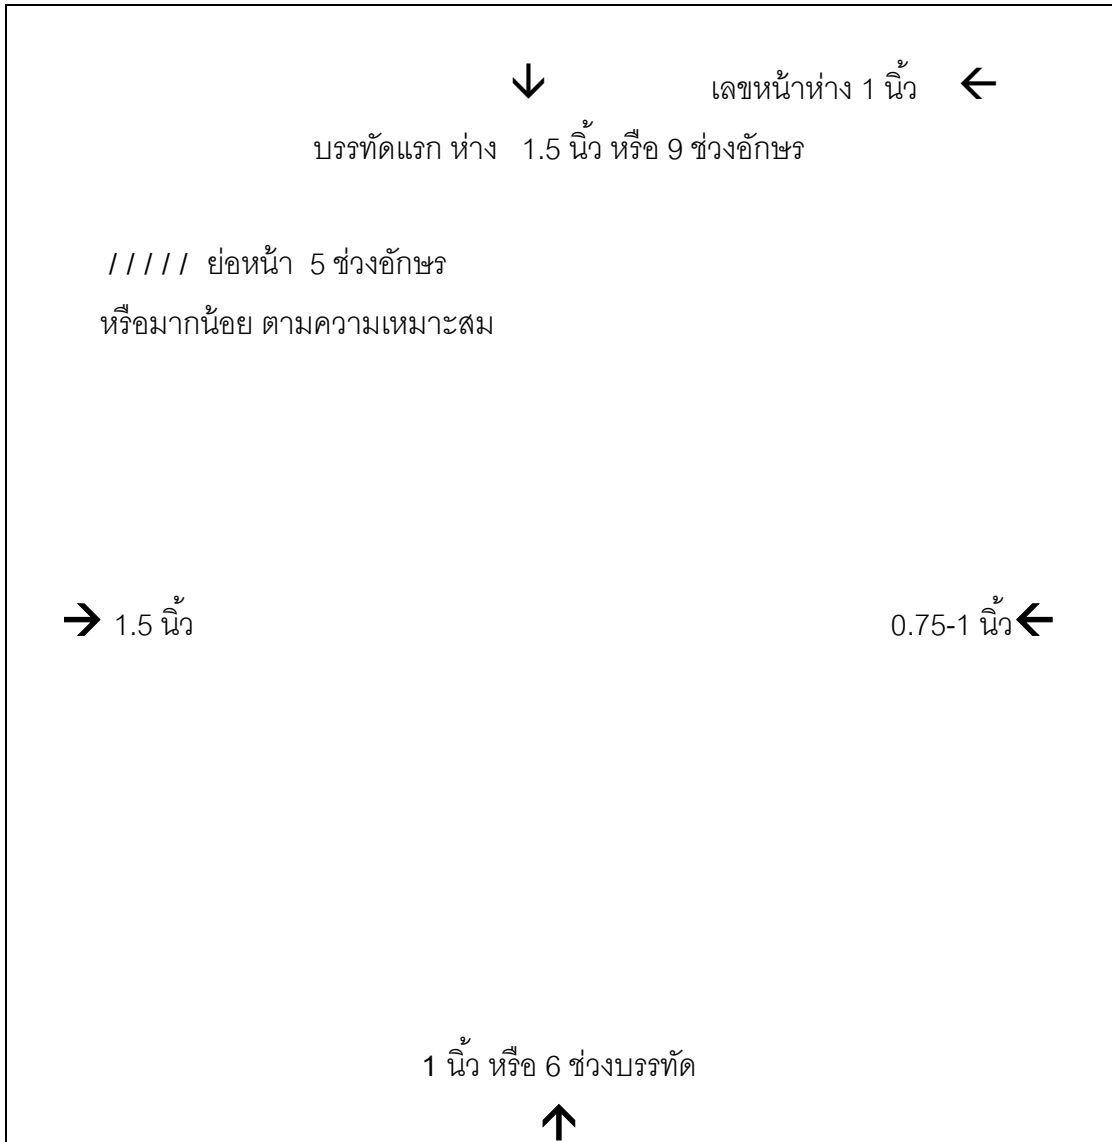 เลขหน้าห่าง 1 นิ้ว
บรรทัดแรก ห่าง 1.5 นิ้ว หรือ 9 ช่วงอักษร
///// ย่อหน้า 5 ช่วงอักษร
หรือมากน้อย ตามความเหมาะสม
1.5 นิ้ว
0.75-1 นิ้ว
1 นิ้ว หรือ 6 ช่วงบรรทัด